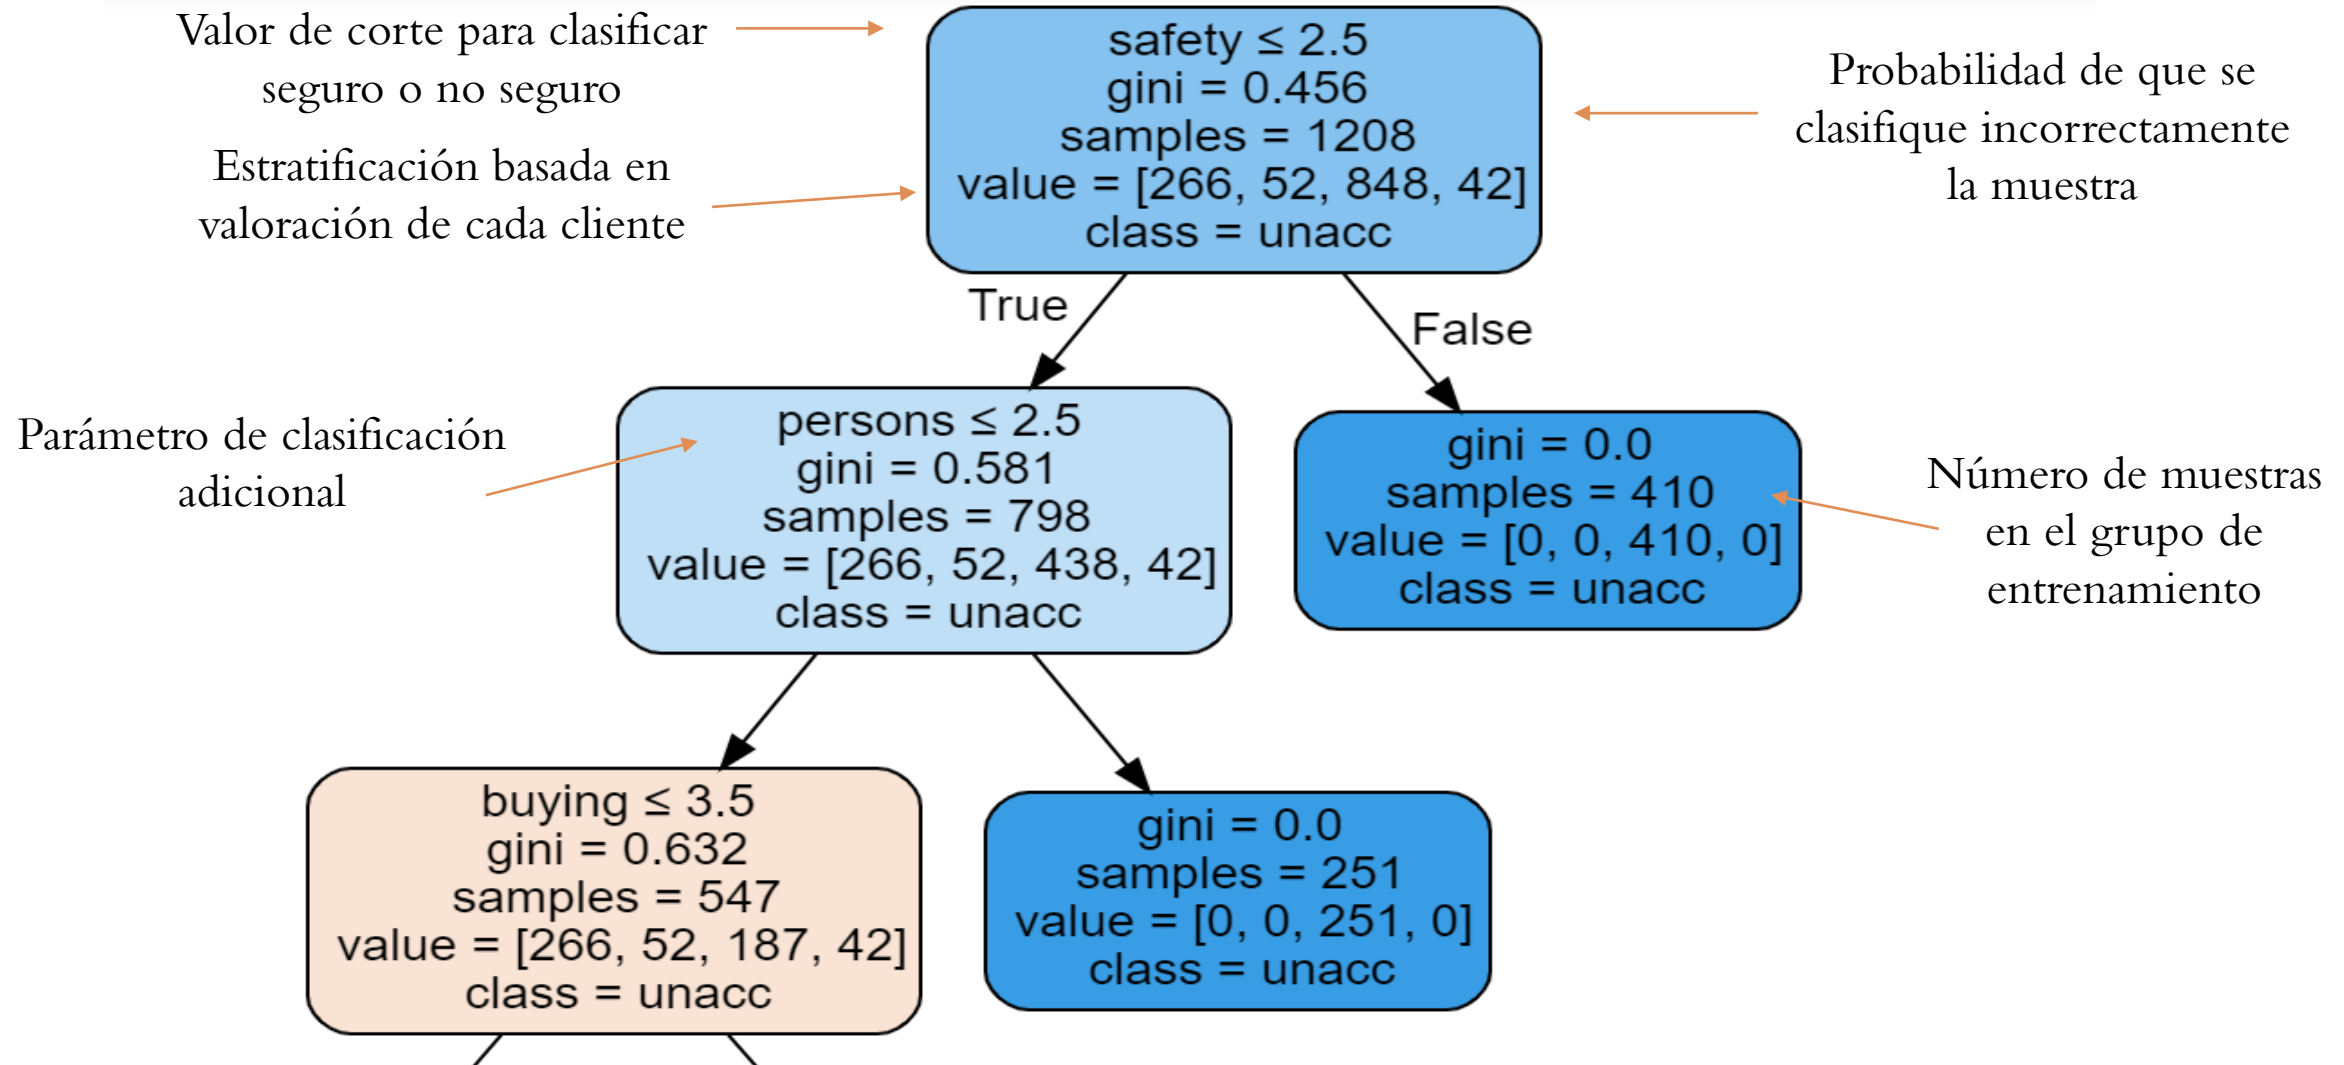 Valor de corte para clasificar
seguro o no seguro
Estratificación basada en
valoración de cada cliente
safety ≤ 2.5
gini = 0.456
samples = 1208
value = [266, 52, 848, 42]
class = unacc
Probabilidad de que se
clasifique incorrectamente
la muestra
True
False
Parámetro de clasificación
adicional
persons ≤ 2.5
gini = 0.581
samples = 798
value = [266, 52, 438, 42]
class = unacc
gini = 0.0
samples = 410
value = [0, 0, 410, 0]
class = unacc
Número de muestras
en el grupo de
entrenamiento
buying ≤ 3.5
gini = 0.632
samples = 547
value = [266, 52, 187, 42]
class = unacc
gini = 0.0
samples = 251
value = [0, 0, 251, 0]
class = unacc